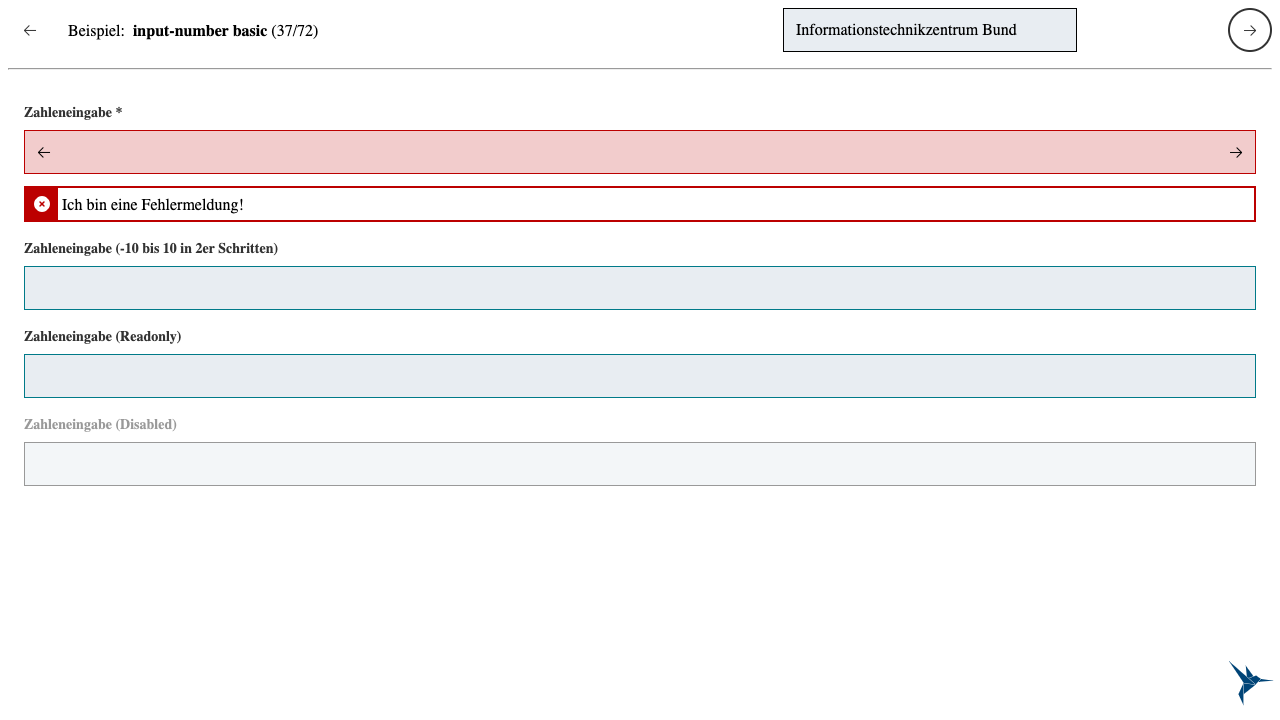 Beispiel: input-number basic (37/72)
Informationstechnikzentrum Bund
Zahleneingabe *
Ich bin eine Fehlermeldung!
Zahleneingabe (-10 bis 10 in 2er Schritten)
Zahleneingabe (Readonly)
Zahleneingabe (Disabled)